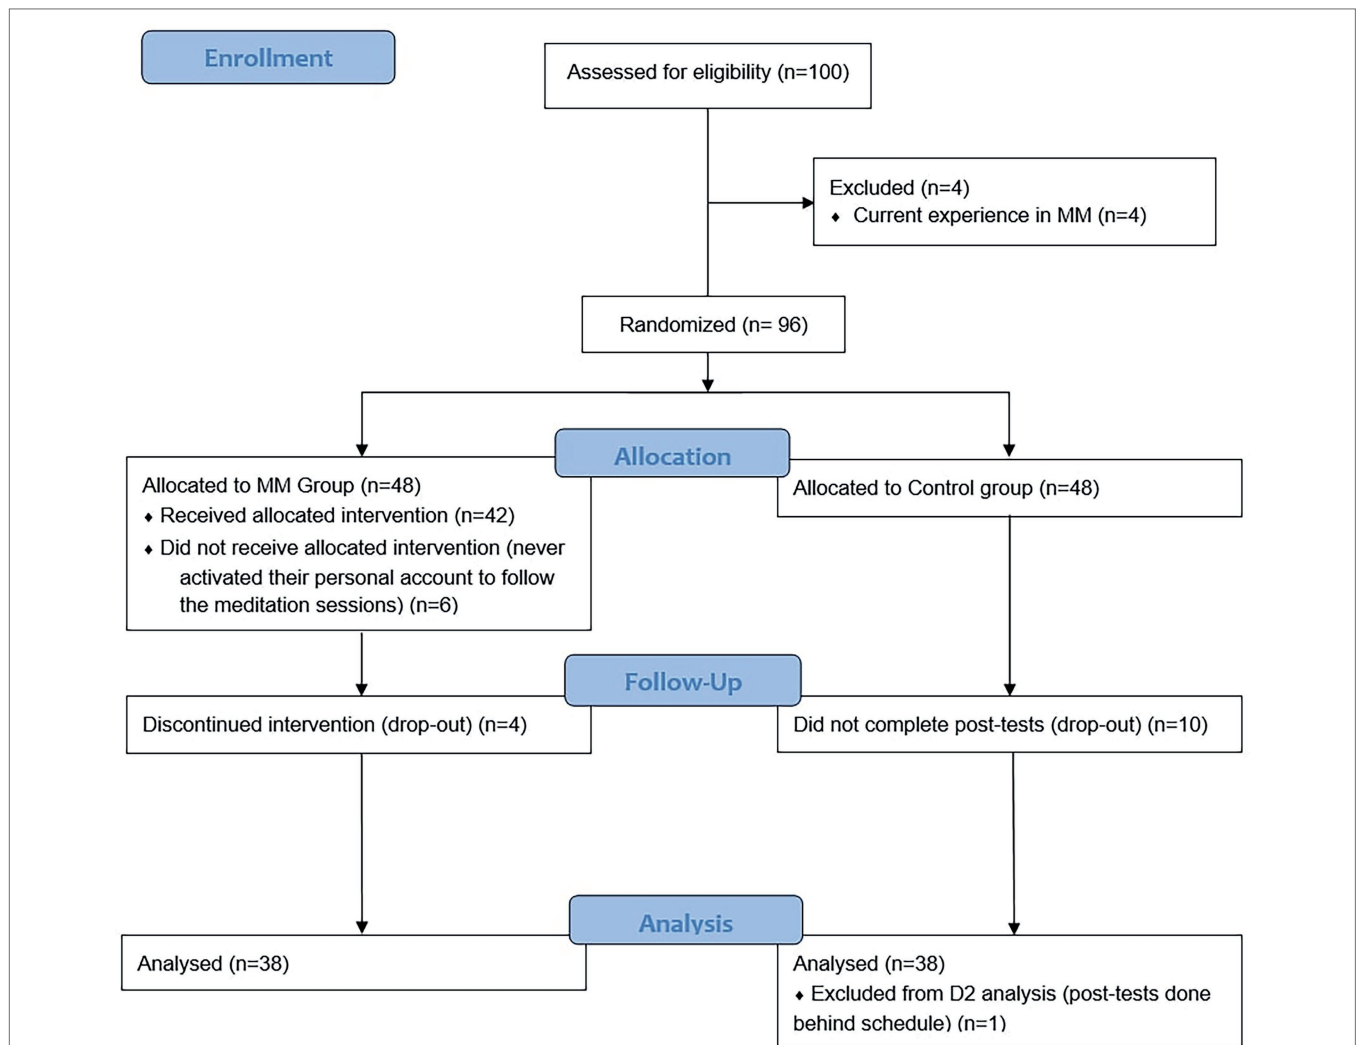 Enrollment
Assessed for eligibility (n=100)
Excluded (n=4)
♦ Current experience in MM (n=4)
Randomized (n= 96)
Allocation
Allocated to MM Group (n=48)
♦ Received allocated intervention (n=42)
♦ Did not receive allocated intervention (never
activated their personal account to follow
the meditation sessions) (n=6)
Allocated to Control group (n=48)
Follow-Up
Discontinued intervention (drop-out) (n=4)
Did not complete post-tests (drop-out) (n=10)
Analysis
Analysed (n=38)
Analysed (n=38)
♦ Excluded from D2 analysis (post-tests done
behind schedule) (n=1)